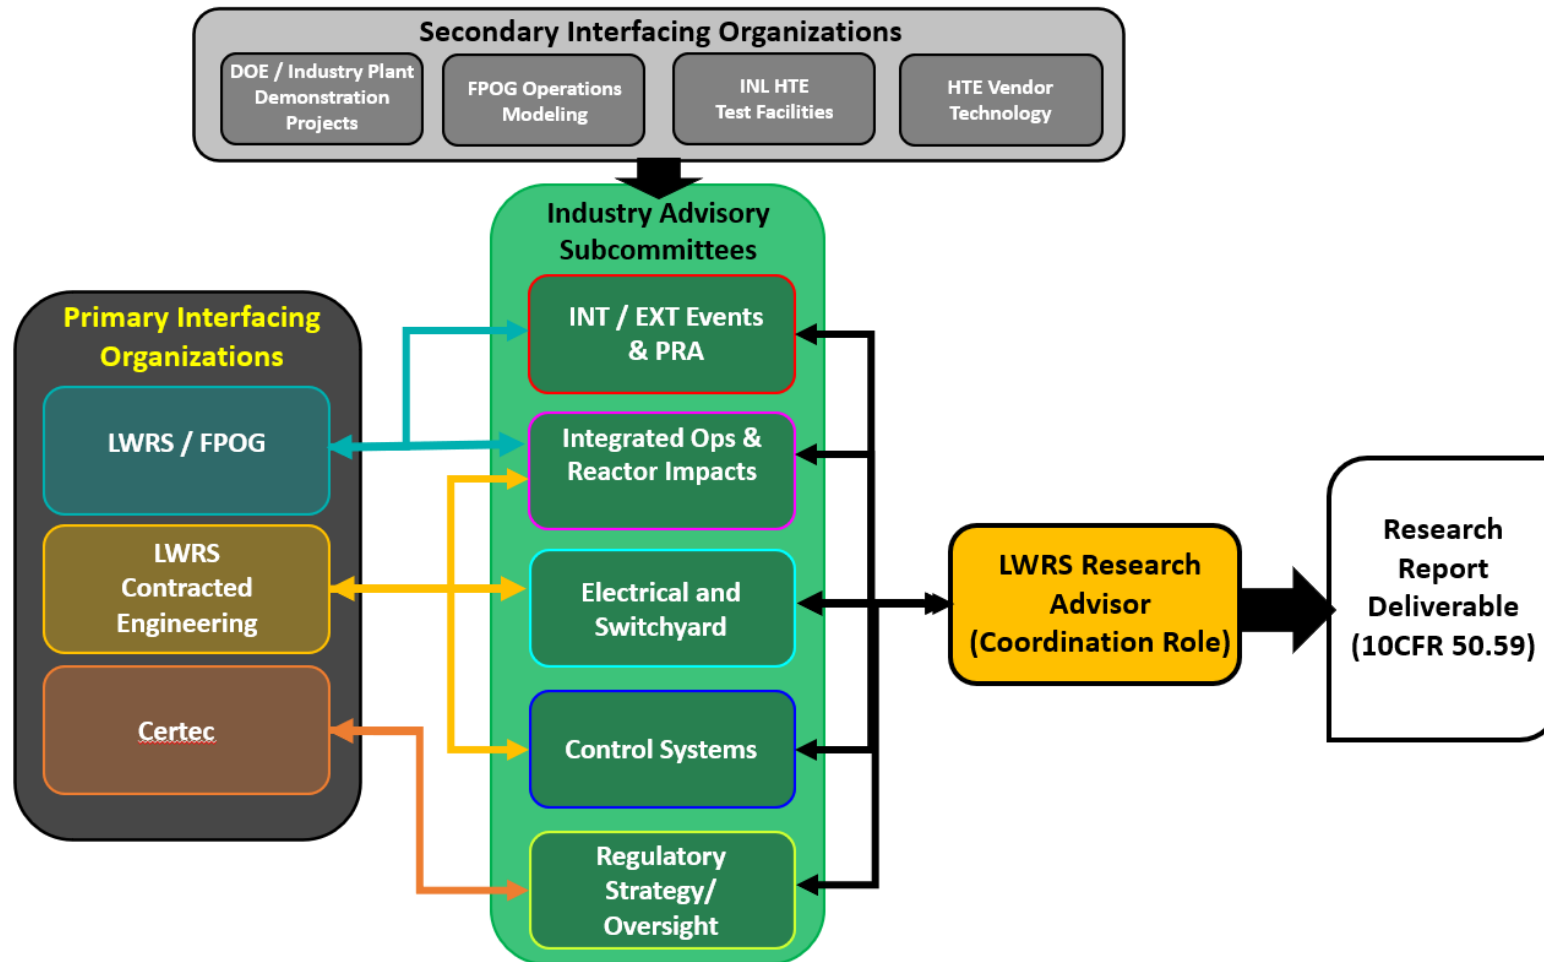 Secondary Interfacing Organizations
DOE / Industry Plant
Demonstration
Projects
FPOG Operations
Modeling
INL HTE
Test Facilities
HTE Vendor
Technology
Industry Advisory
Subcommittees
INT / EXT Events
& PRA
Integrated Ops &
Reactor Impacts
Electrical and
Switchyard
Control Systems
Regulatory
Strategy/
Oversight
Primary Interfacing
Organizations
LWRS / FPOG
LWRS
Contracted
Engineering
Certec
LWRS Research
Advisor
(Coordination Role)
Research
Report
Deliverable
(10CFR 50.59)